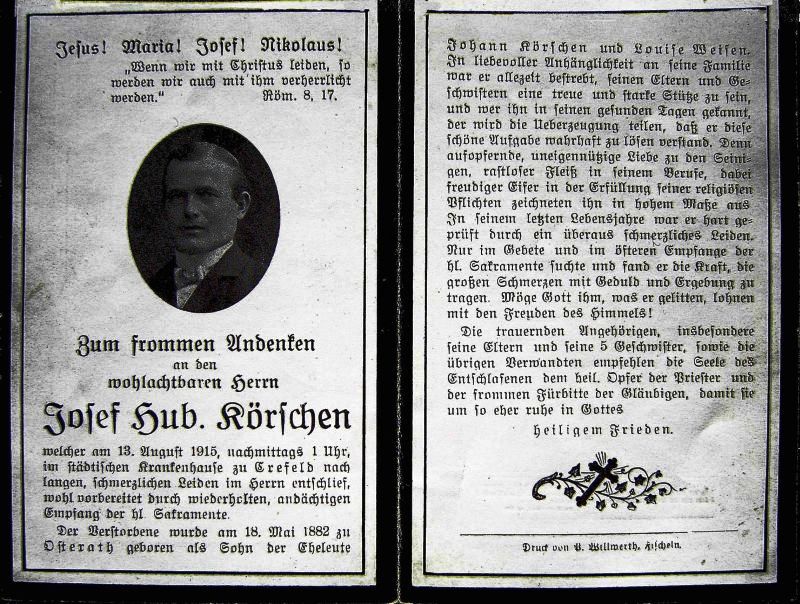 Jesus! Maria! Josef! Nikolaus!
„Wenn wir mit Christus leiden, so
werden wir auch mit ihm verherrlicht
werden.“ Röm. 8, 17.
Zum frommen Andenken
an den
wohlachtbaren Herrn
Josef Hub. Körschen
welcher am 13. August 1915, nachmittags 1 Uhr,
im städtischen Krankenhause zu Crefeld nach
langen, schmerzlichen Leiden im Herrn entschlief,
wohl vorbereitet durch wiederholten, andächtigen
Empfang der hl. Sakramente.
Der Verstorbene wurde am 18. Mai 1882 zu
Osterath geboren als Sohn der Eheleute
Johann Körschen und Louise Weisen.
In liebevoller Anhänglichkeit an seine Familie
war er allezeit bestrebt, seinen Eltern und Ge-
schwistern eine treue und starke Stütze zu sein,
und wer ihn in seinen gesunden Tagen gekannt,
der wird die Ueberzeugung teilen, daß er diese
schöne Aufgabe wahrhaft zu lösen verstand. Denn
aufopfernde, uneigennützige Liebe zu den Seini-
gen, rastloser Fleiß in seinem Berufe, dabei
freudiger Eifer in der Erfüllung seiner religiösen
Pflichten zeichneten ihn in hohem Maße aus
In seinem letzten Lebensjahre war er hart ge-
prüft durch ein überaus schmerzliches Leiden.
Nur im Gebete und im öfteren Empfange der
hl. Sakramente suchte und fand er die Kraft, die
großen Schmerzen mit Geduld und Ergebung zu
tragen. Möge Gott ihm, was er gelitten, lohnen
mit den Freuden des Himmels!
Die trauernden Angehörigen, insbesondere
seine Eltern und seine 5 Geschwister, sowie die
übrigen Verwandten empfehlen die Seele des
Entschlafenen dem heil. Opfer der Priester und
der frommen Fürbitte der Gläubigen, damit sie
um so eher ruhe in Gottes
heiligem Frieden.
Druck von P. Willwerth, Fischeln.